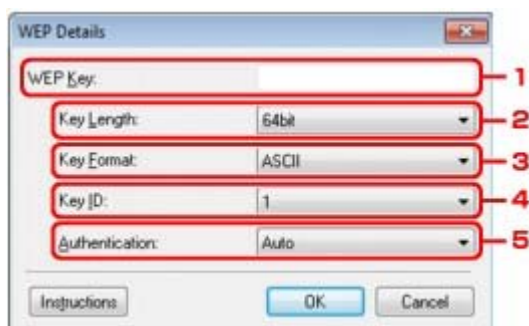 WEP Details
WEP Key: 1
Key Length: 64bit 2
Key Format: ASCII 3
Key ID: 1 4
Authentication: Auto 5
Instructions OK Cancel